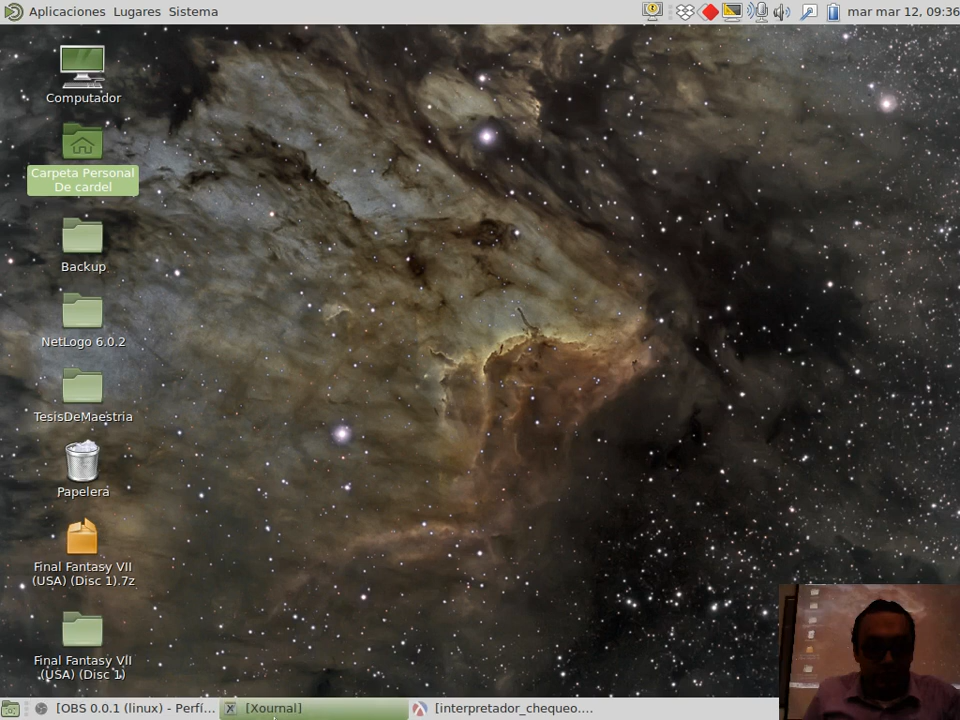 Aplicaciones Lugares Sistema
mar mar 12, 09:36
Computador
Carpeta Personal
De cardel
Backup
NetLogo 6.0.2
TesisDeMaestria
Papelera
Final Fantasy VII
(USA) (Disc 1).7z
Final Fantasy VII
(USA) (Disc 1)
[OBS 0.0.1 (linux) - Perfí...
[Xournal]
[interpretador_chequeo....